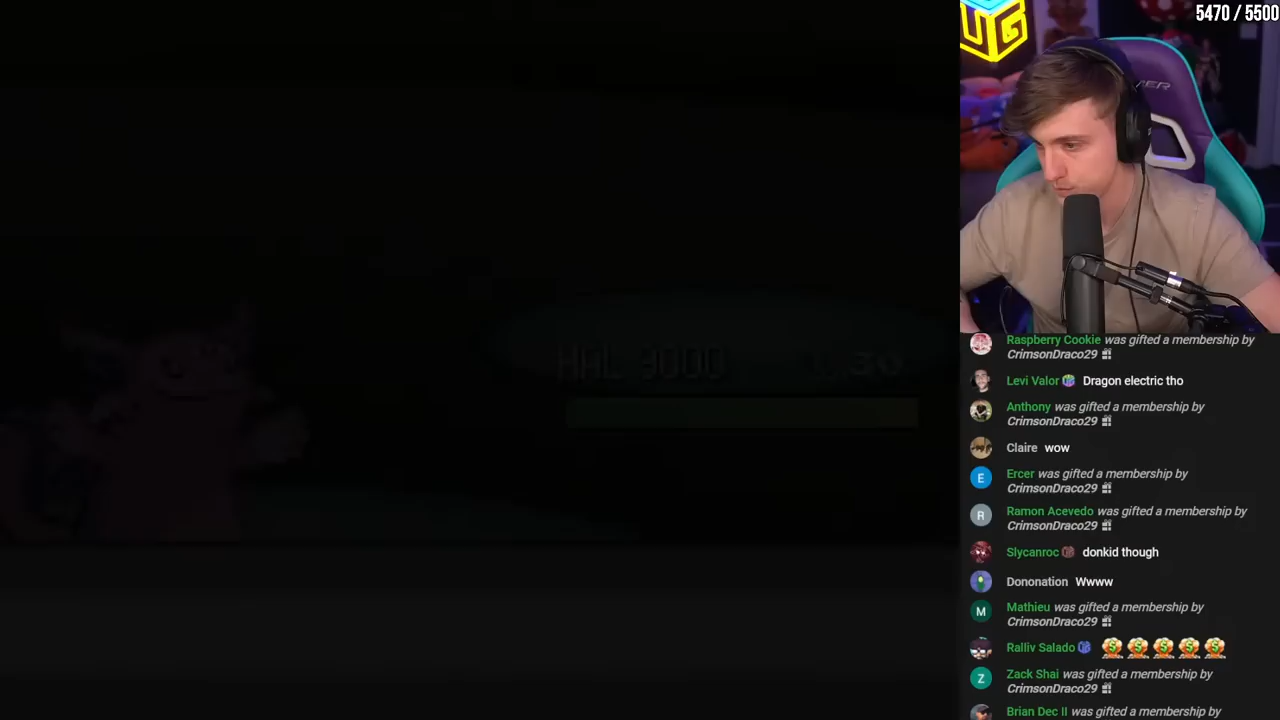 5470 / 5500
UG
HAL 9000
Raspberry Cookie was gifted a membership by
CrimsonDraco29
Levi Valor Dragon electric tho
Anthony was gifted a membership by
CrimsonDraco29
Claire wow
E Ercer was gifted a membership by
CrimsonDraco29
R Ramon Acevedo was gifted a membership by
CrimsonDraco29
Slycanroc donkid though
Dononation Wwww
M Mathieu was gifted a membership by
CrimsonDraco29
Ralliv Salado
Z Zack Shai was gifted a membership by
CrimsonDraco29
Brian Dec II was gifted a membership by